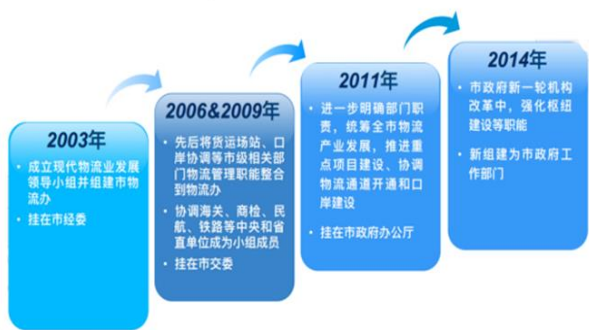 2003年
• 成立现代物流业发展
领导小组并组建市物
流办
• 挂在市经委
2006&2009年
• 先后将货运场站、口
岸协调等市级相关部
门物流管理职能整合
到物流办
• 协调海关、商检、民
航、铁路等中央和省
直单位成为小组成员
• 挂在市交委
2011年
• 进一步明确部门职
责，统筹全市物流
产业发展，推进重
点项目建设、协调
物流通道开通和口
岸建设
• 挂在市政府办公厅
2014年
• 市政府新一轮机构
改革中，强化枢纽
建设等职能
• 新组建为市政府工
作部门